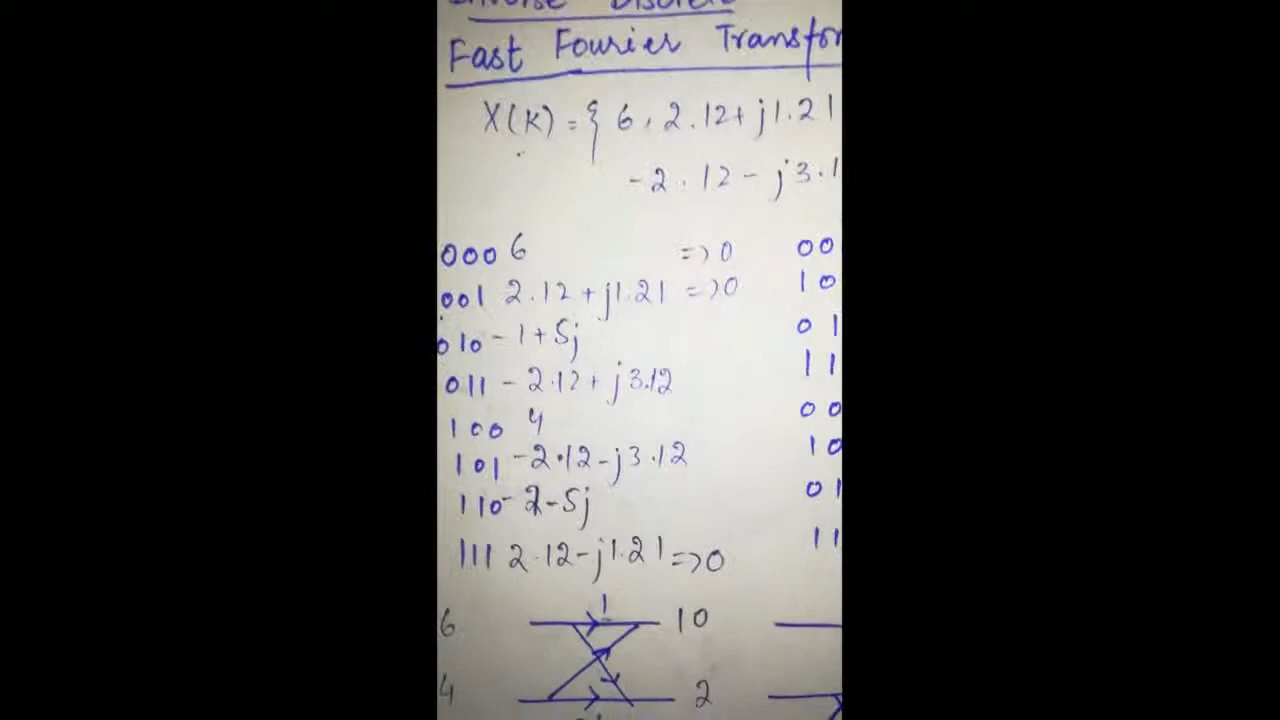 Inverse Discrete
Fast Fourier Transfor
X(K) = { 6, 2.12+j1.21
-2.12-j3.1
000 6 => 0 00
001 2.12+j1.21 => 0 10
010 -1+5j 01
011 -2.12+j3.12 11
100 4 00
101 -2.12-j3.12 10
110 -2-5j 01
111 2.12-j1.21 => 0 11
1
6 10
4 2